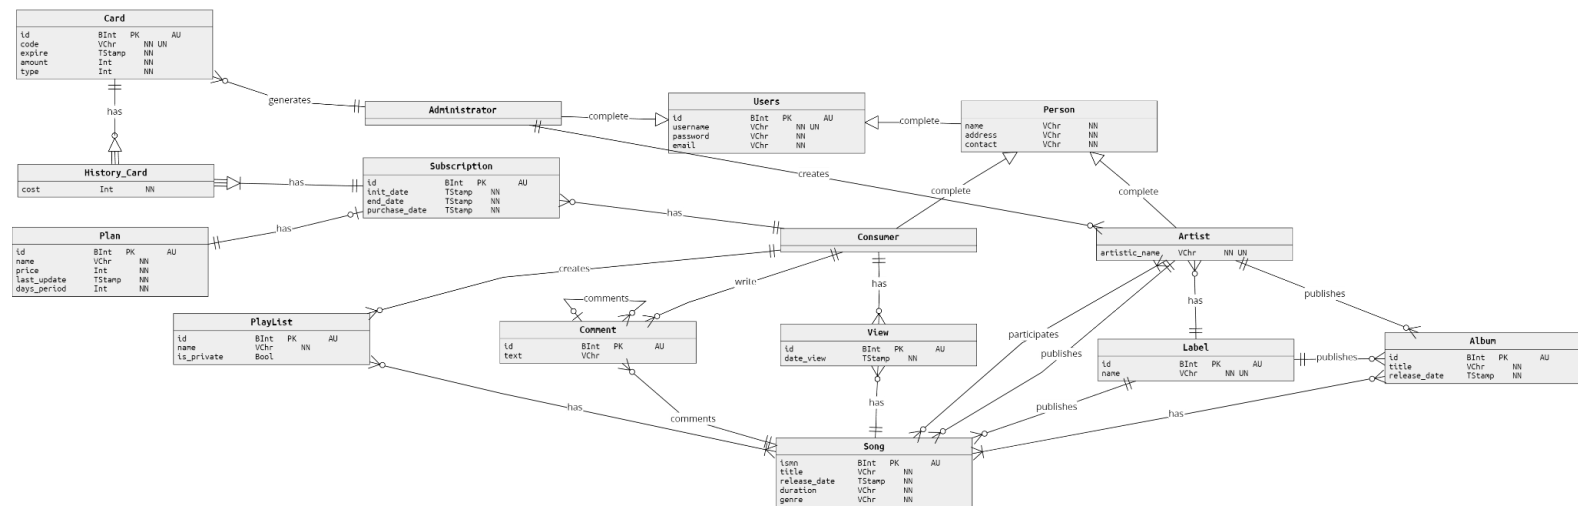 Card
id BInt PK AU
code VChr NN UN
expire TStamp NN
amount Int NN
type Int NN
generates
has
Administrator
complete
Users
id BInt PK AU
username VChr NN UN
password VChr NN
email VChr NN
complete
Person
name VChr NN
address VChr NN
contact VChr NN
creates
complete
complete
History_Card
cost Int NN
has
Subscription
id BInt PK AU
init_date TStamp NN
end_date TStamp NN
purchase_date TStamp NN
has
has
Plan
id BInt PK AU
name VChr NN
price Int NN
last_update TStamp NN
days_period Int NN
Consumer
Artist
artistic_name VChr NN UN
creates
write
has
has
publishes
comments
participates
publishes
PlayList
id BInt PK AU
name VChr NN
is_private Bool
Comment
id BInt PK AU
text VChr
View
id BInt PK AU
date_view TStamp NN
Label
id BInt PK AU
name VChr NN UN
publishes
Album
id BInt PK AU
title VChr NN
release_date TStamp NN
has
comments
has
publishes
has
Song
ismn BInt PK AU
title VChr NN
release_date TStamp NN
duration VChr NN
genre VChr NN